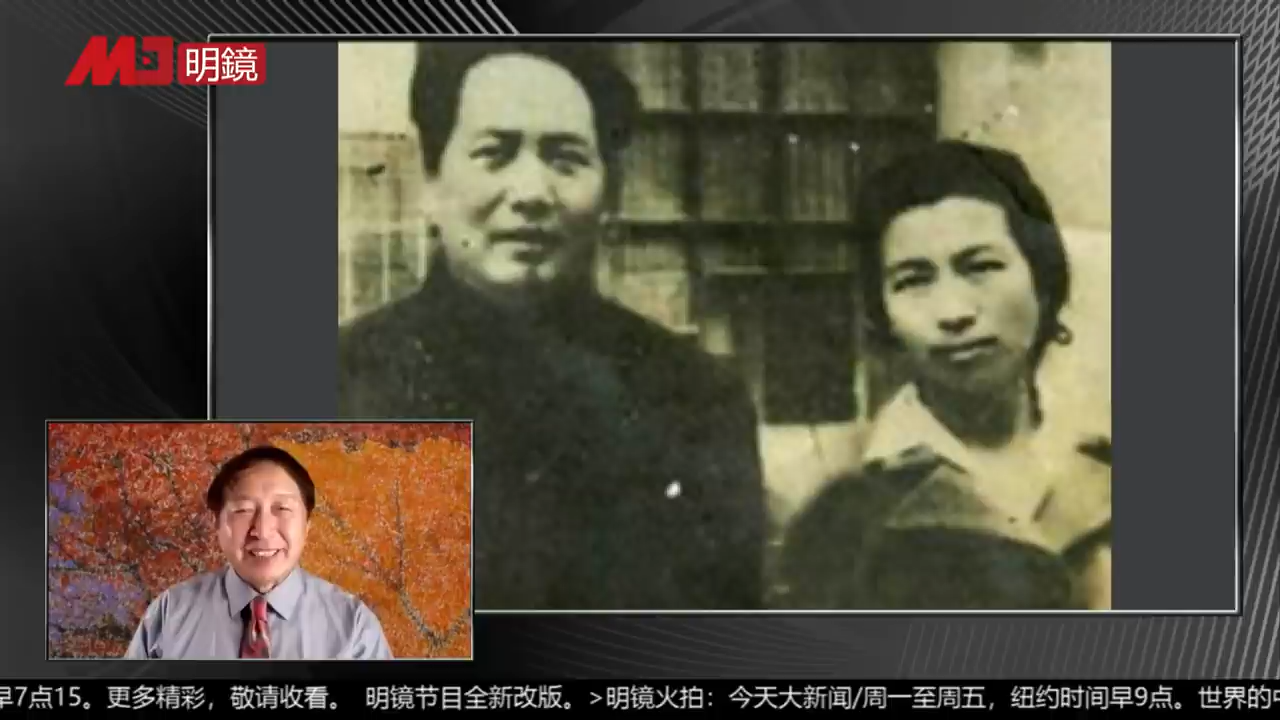 明鏡
早7点15。更多精彩，敬请收看。 明镜节目全新改版。>明镜火拍：今天大新闻/周一至周五，纽约时间早9点。世界的